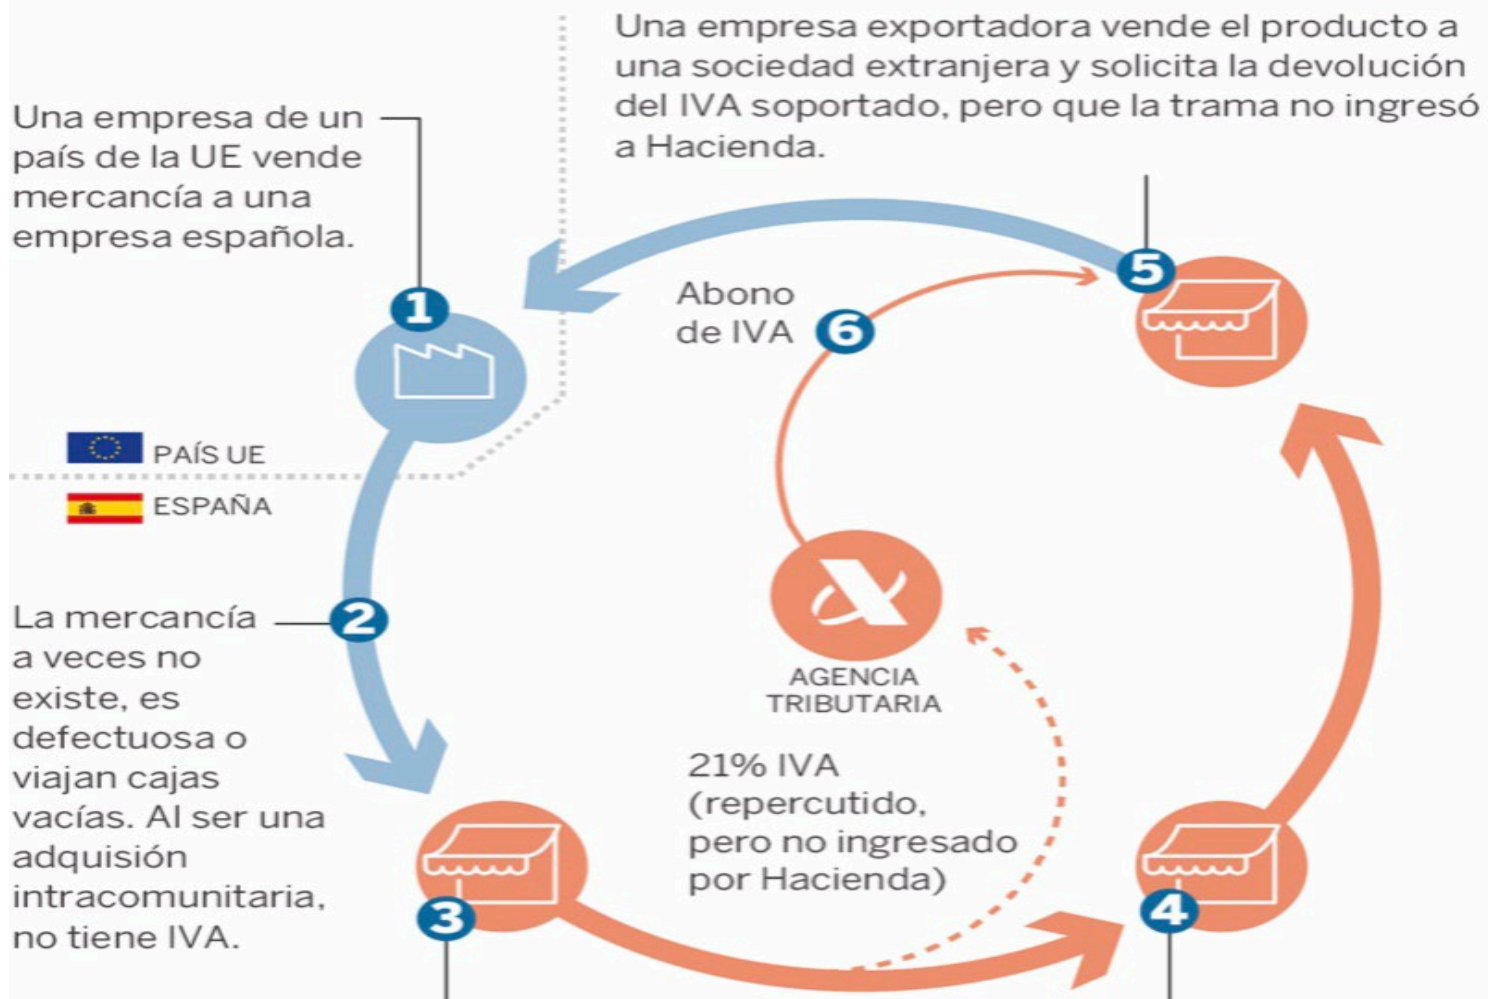 Una empresa exportadora vende el producto a
una sociedad extranjera y solicita la devolución
del IVA soportado, pero que la trama no ingresó
a Hacienda.
Una empresa de un
país de la UE vende
mercancía a una
empresa española.
1
5
Abono
de IVA
6
PAÍS UE
ESPAÑA
La mercancía
a veces no
existe, es
defectuosa o
viajan cajas
vacías. Al ser una
adquisión
intracomunitaria,
no tiene IVA.
2
AGENCIA
TRIBUTARIA
21% IVA
(repercutido,
pero no ingresado
por Hacienda)
3
4